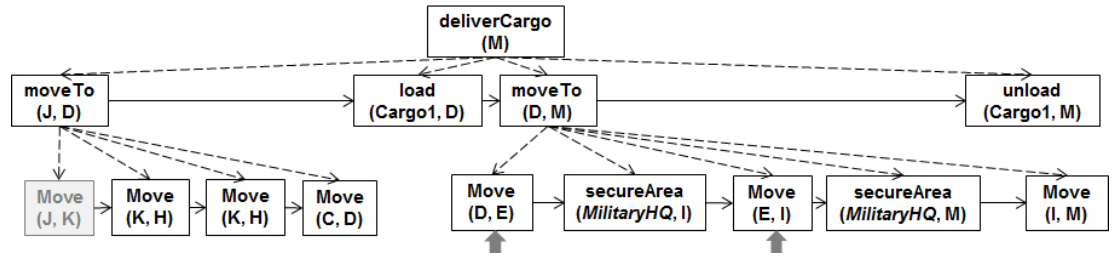 deliverCargo
(M)
moveTo
(J, D)
load
(Cargo1, D)
moveTo
(D, M)
unload
(Cargo1, M)
Move
(J, K)
Move
(K, H)
Move
(K, H)
Move
(C, D)
Move
(D, E)
secureArea
(MilitaryHQ, I)
Move
(E, I)
secureArea
(MilitaryHQ, M)
Move
(I, M)